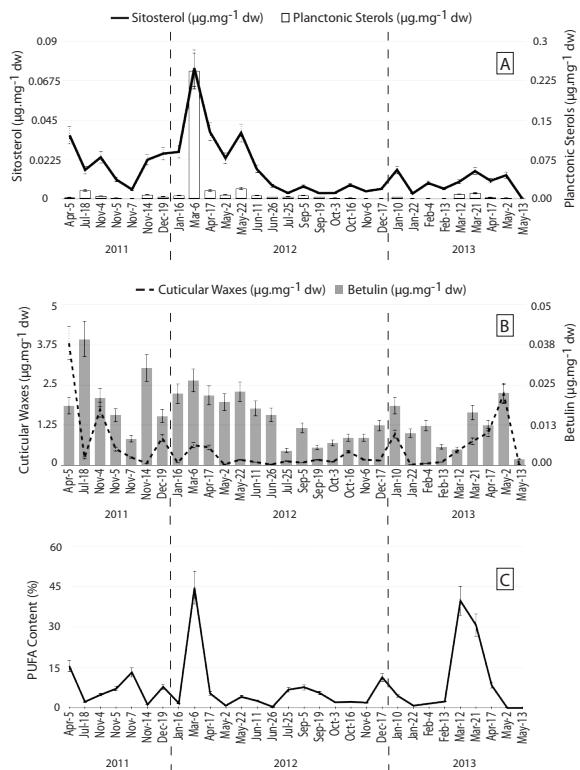 Sitosterol (µg.mg⁻¹ dw) Planctonic Sterols (µg.mg⁻¹ dw)
A
Sitosterol (µg.mg⁻¹ dw)
0.09
0.0675
0.045
0.0225
0
Planctonic Sterols (µg.mg⁻¹ dw)
0.3
0.225
0.15
0.075
0.00
Apr-5 Jul-18 Nov-4 Nov-5 Nov-7 Nov-14 Dec-19 Jan-16 Mar-6 Apr-17 May-2 May-22 Jun-11 Jun-26 Jul-25 Sep-5 Sep-19 Oct-3 Oct-16 Nov-6 Dec-17 Jan-10 Jan-22 Feb-4 Feb-13 Mar-12 Mar-21 Apr-17 May-2 May-13
2011 2012 2013
Cuticular Waxes (µg.mg⁻¹ dw) Betulin (µg.mg⁻¹ dw)
B
Cuticular Waxes (µg.mg⁻¹ dw)
5
3.75
2.5
1.25
0
Betulin (µg.mg⁻¹ dw)
0.05
0.038
0.025
0.013
0.000
Apr-5 Jul-18 Nov-4 Nov-5 Nov-7 Nov-14 Dec-19 Jan-16 Mar-6 Apr-17 May-2 May-22 Jun-11 Jun-26 Jul-25 Sep-5 Sep-19 Oct-3 Oct-16 Nov-6 Dec-17 Jan-10 Jan-22 Feb-4 Feb-13 Mar-12 Mar-21 Apr-17 May-2 May-13
2011 2012 2013
C
PUFA Content (%)
60
45
30
15
0
Apr-5 Jul-18 Nov-4 Nov-5 Nov-7 Nov-14 Dec-19 Jan-16 Mar-6 Apr-17 May-2 May-22 Jun-11 Jun-26 Jul-25 Sep-5 Sep-19 Oct-3 Oct-16 Nov-6 Dec-17 Jan-10 Jan-22 Feb-4 Feb-13 Mar-12 Mar-21 Apr-17 May-2 May-13
2011 2012 2013